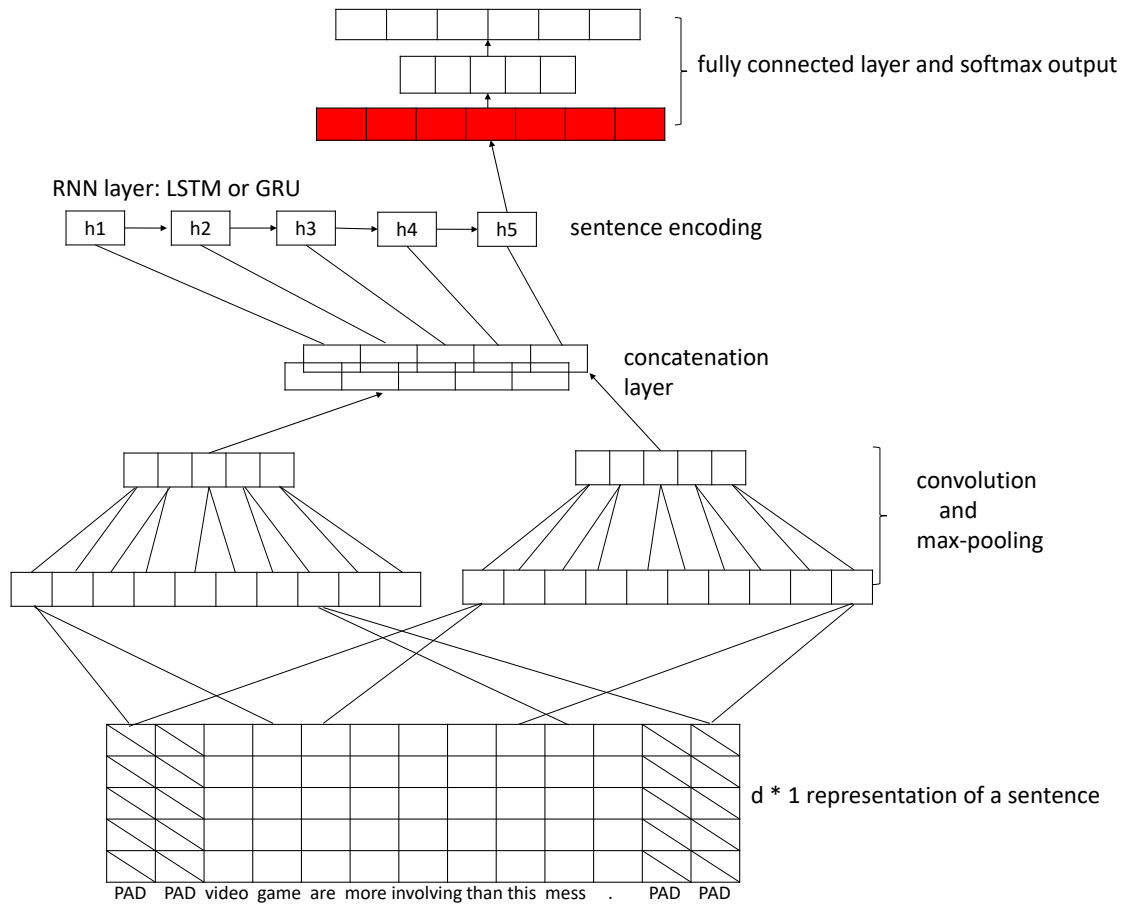 fully connected layer and softmax output
RNN layer: LSTM or GRU
h1 h2 h3 h4 h5
sentence encoding
concatenation
layer
convolution
and
max-pooling
d * 1 representation of a sentence
PAD PAD video game are more involving than this mess . PAD PAD